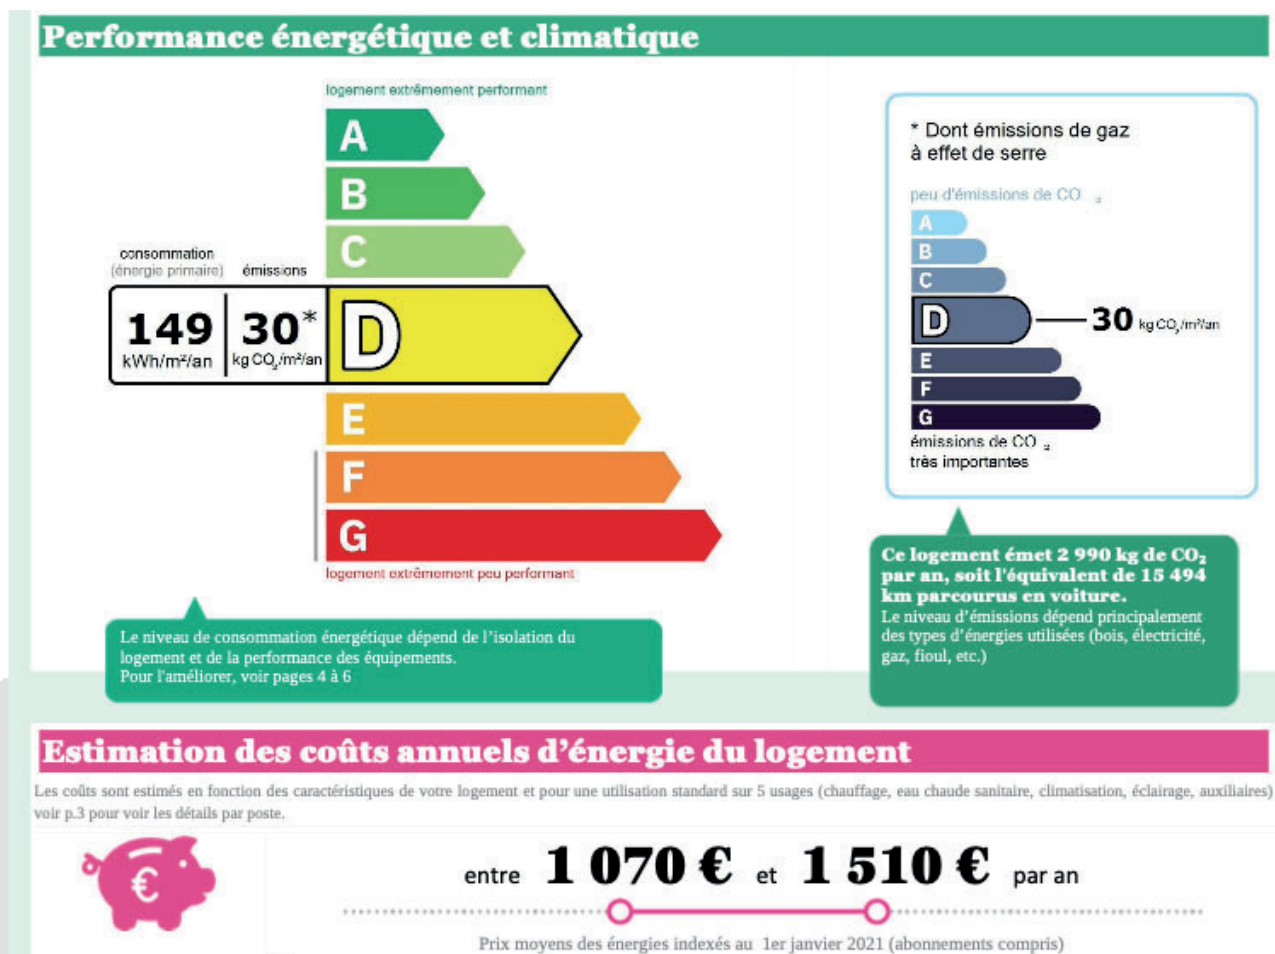 Performance énergétique et climatique
logement extrêmement performant
A
B
C
consommation
(énergie primaire)
émissions
149
kWh/m²/an
30*
kg CO₂/m²/an
D
E
F
G
logement extrêmement peu performant
Le niveau de consommation énergétique dépend de l'isolation du
logement et de la performance des équipements.
Pour l'améliorer, voir pages 4 à 6
* Dont émissions de gaz
à effet de serre
peu d'émissions de CO ₂
A
B
C
D
30 kg CO₂/m²/an
E
F
G
émissions de CO ₂
très importantes
Ce logement émet 2 990 kg de CO₂
par an, soit l'équivalent de 15 494
km parcourus en voiture.
Le niveau d'émissions dépend principalement
des types d'énergies utilisées (bois, électricité,
gaz, fioul, etc.)
Estimation des coûts annuels d'énergie du logement
Les coûts sont estimés en fonction des caractéristiques de votre logement et pour une utilisation standard sur 5 usages (chauffage, eau chaude sanitaire, climatisation, éclairage, auxiliaires)
voir p.3 pour voir les détails par poste.
€
entre 1 070 € et 1 510 € par an
Prix moyens des énergies indexés au 1er janvier 2021 (abonnements compris)